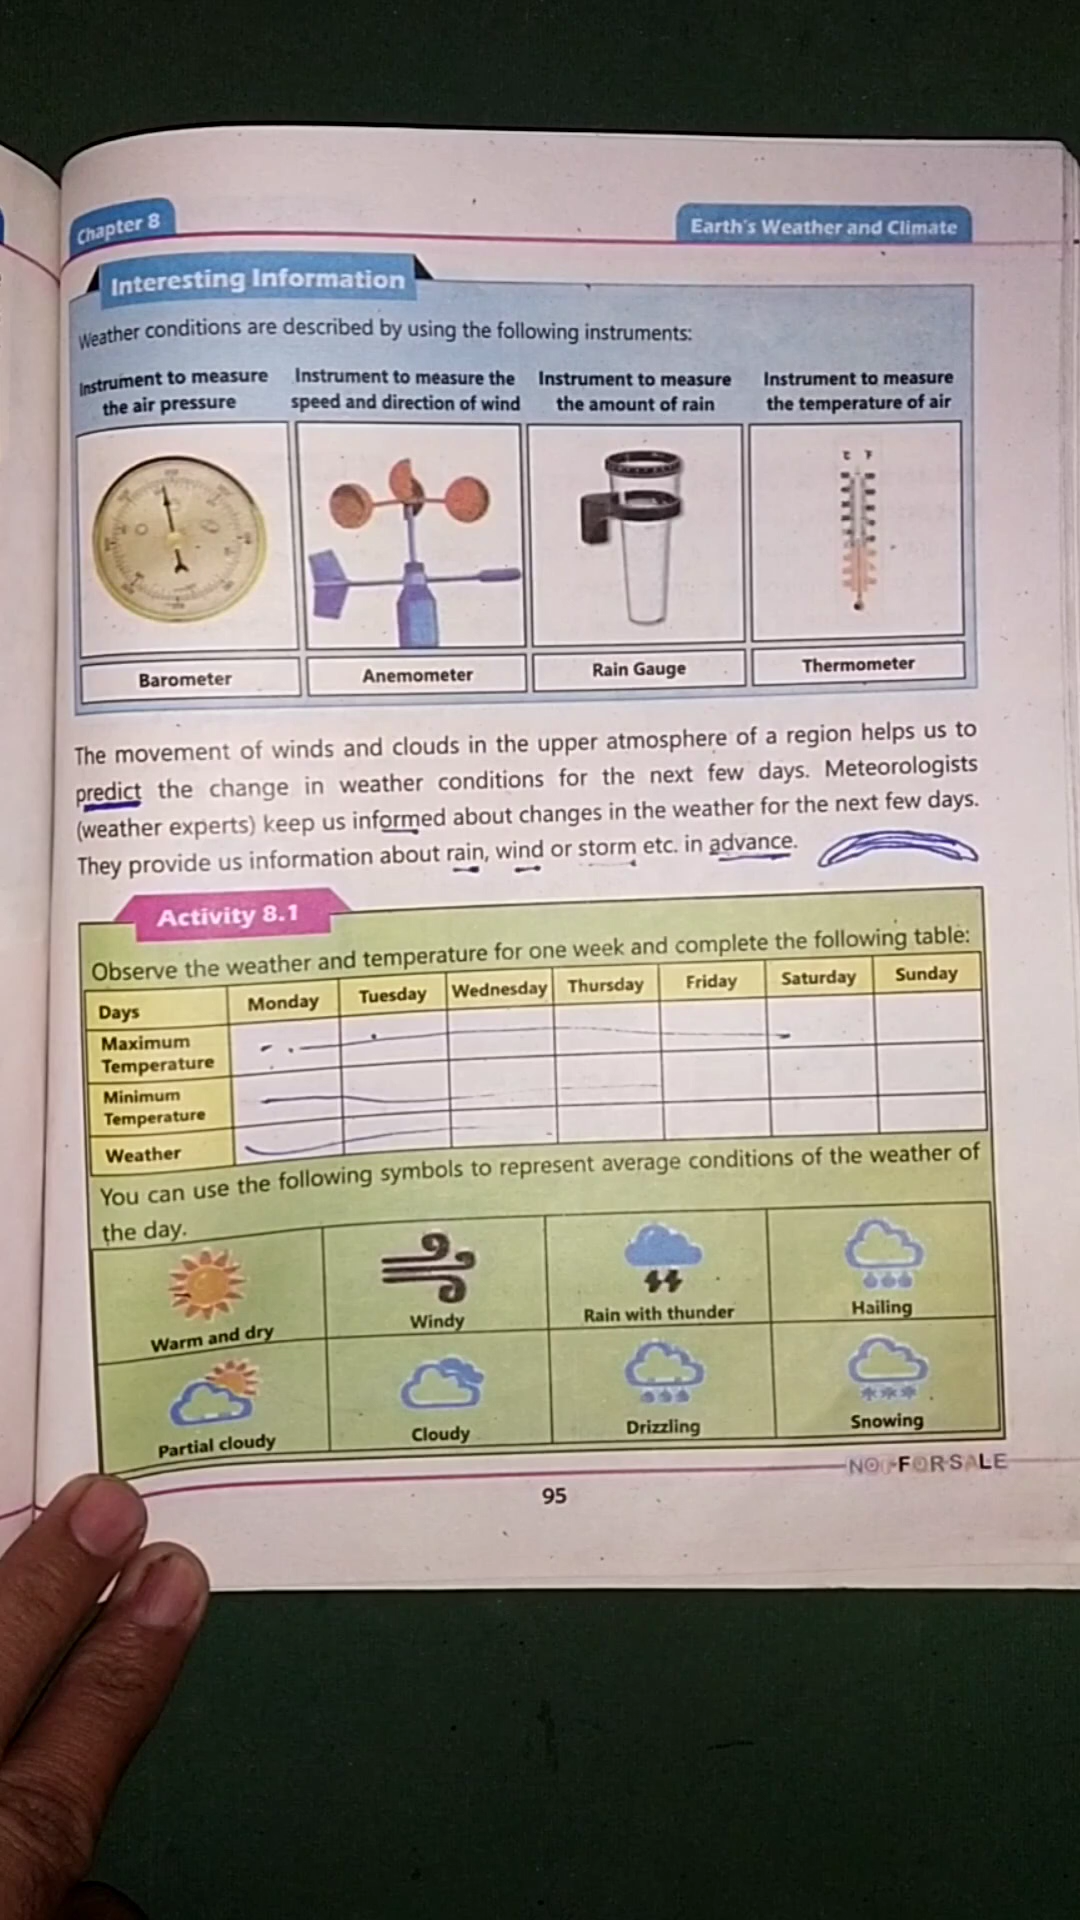 Chapter 8
Earth's Weather and Climate
Interesting Information
Weather conditions are described by using the following instruments:
Instrument to measure the air pressure
Instrument to measure the speed and direction of wind
Instrument to measure the amount of rain
Instrument to measure the temperature of air
°C °F
Barometer
Anemometer
Rain Gauge
Thermometer
The movement of winds and clouds in the upper atmosphere of a region helps us to
predict the change in weather conditions for the next few days. Meteorologists
(weather experts) keep us informed about changes in the weather for the next few days.
They provide us information about rain, wind or storm etc. in advance.
Activity 8.1
Observe the weather and temperature for one week and complete the following table:
Days Monday Tuesday Wednesday Thursday Friday Saturday Sunday
Maximum
Temperature
Minimum
Temperature
Weather
You can use the following symbols to represent average conditions of the weather of
the day.
Warm and dry
Windy
Rain with thunder
Hailing
Partial cloudy
Cloudy
Drizzling
Snowing
NOT FOR SALE
95